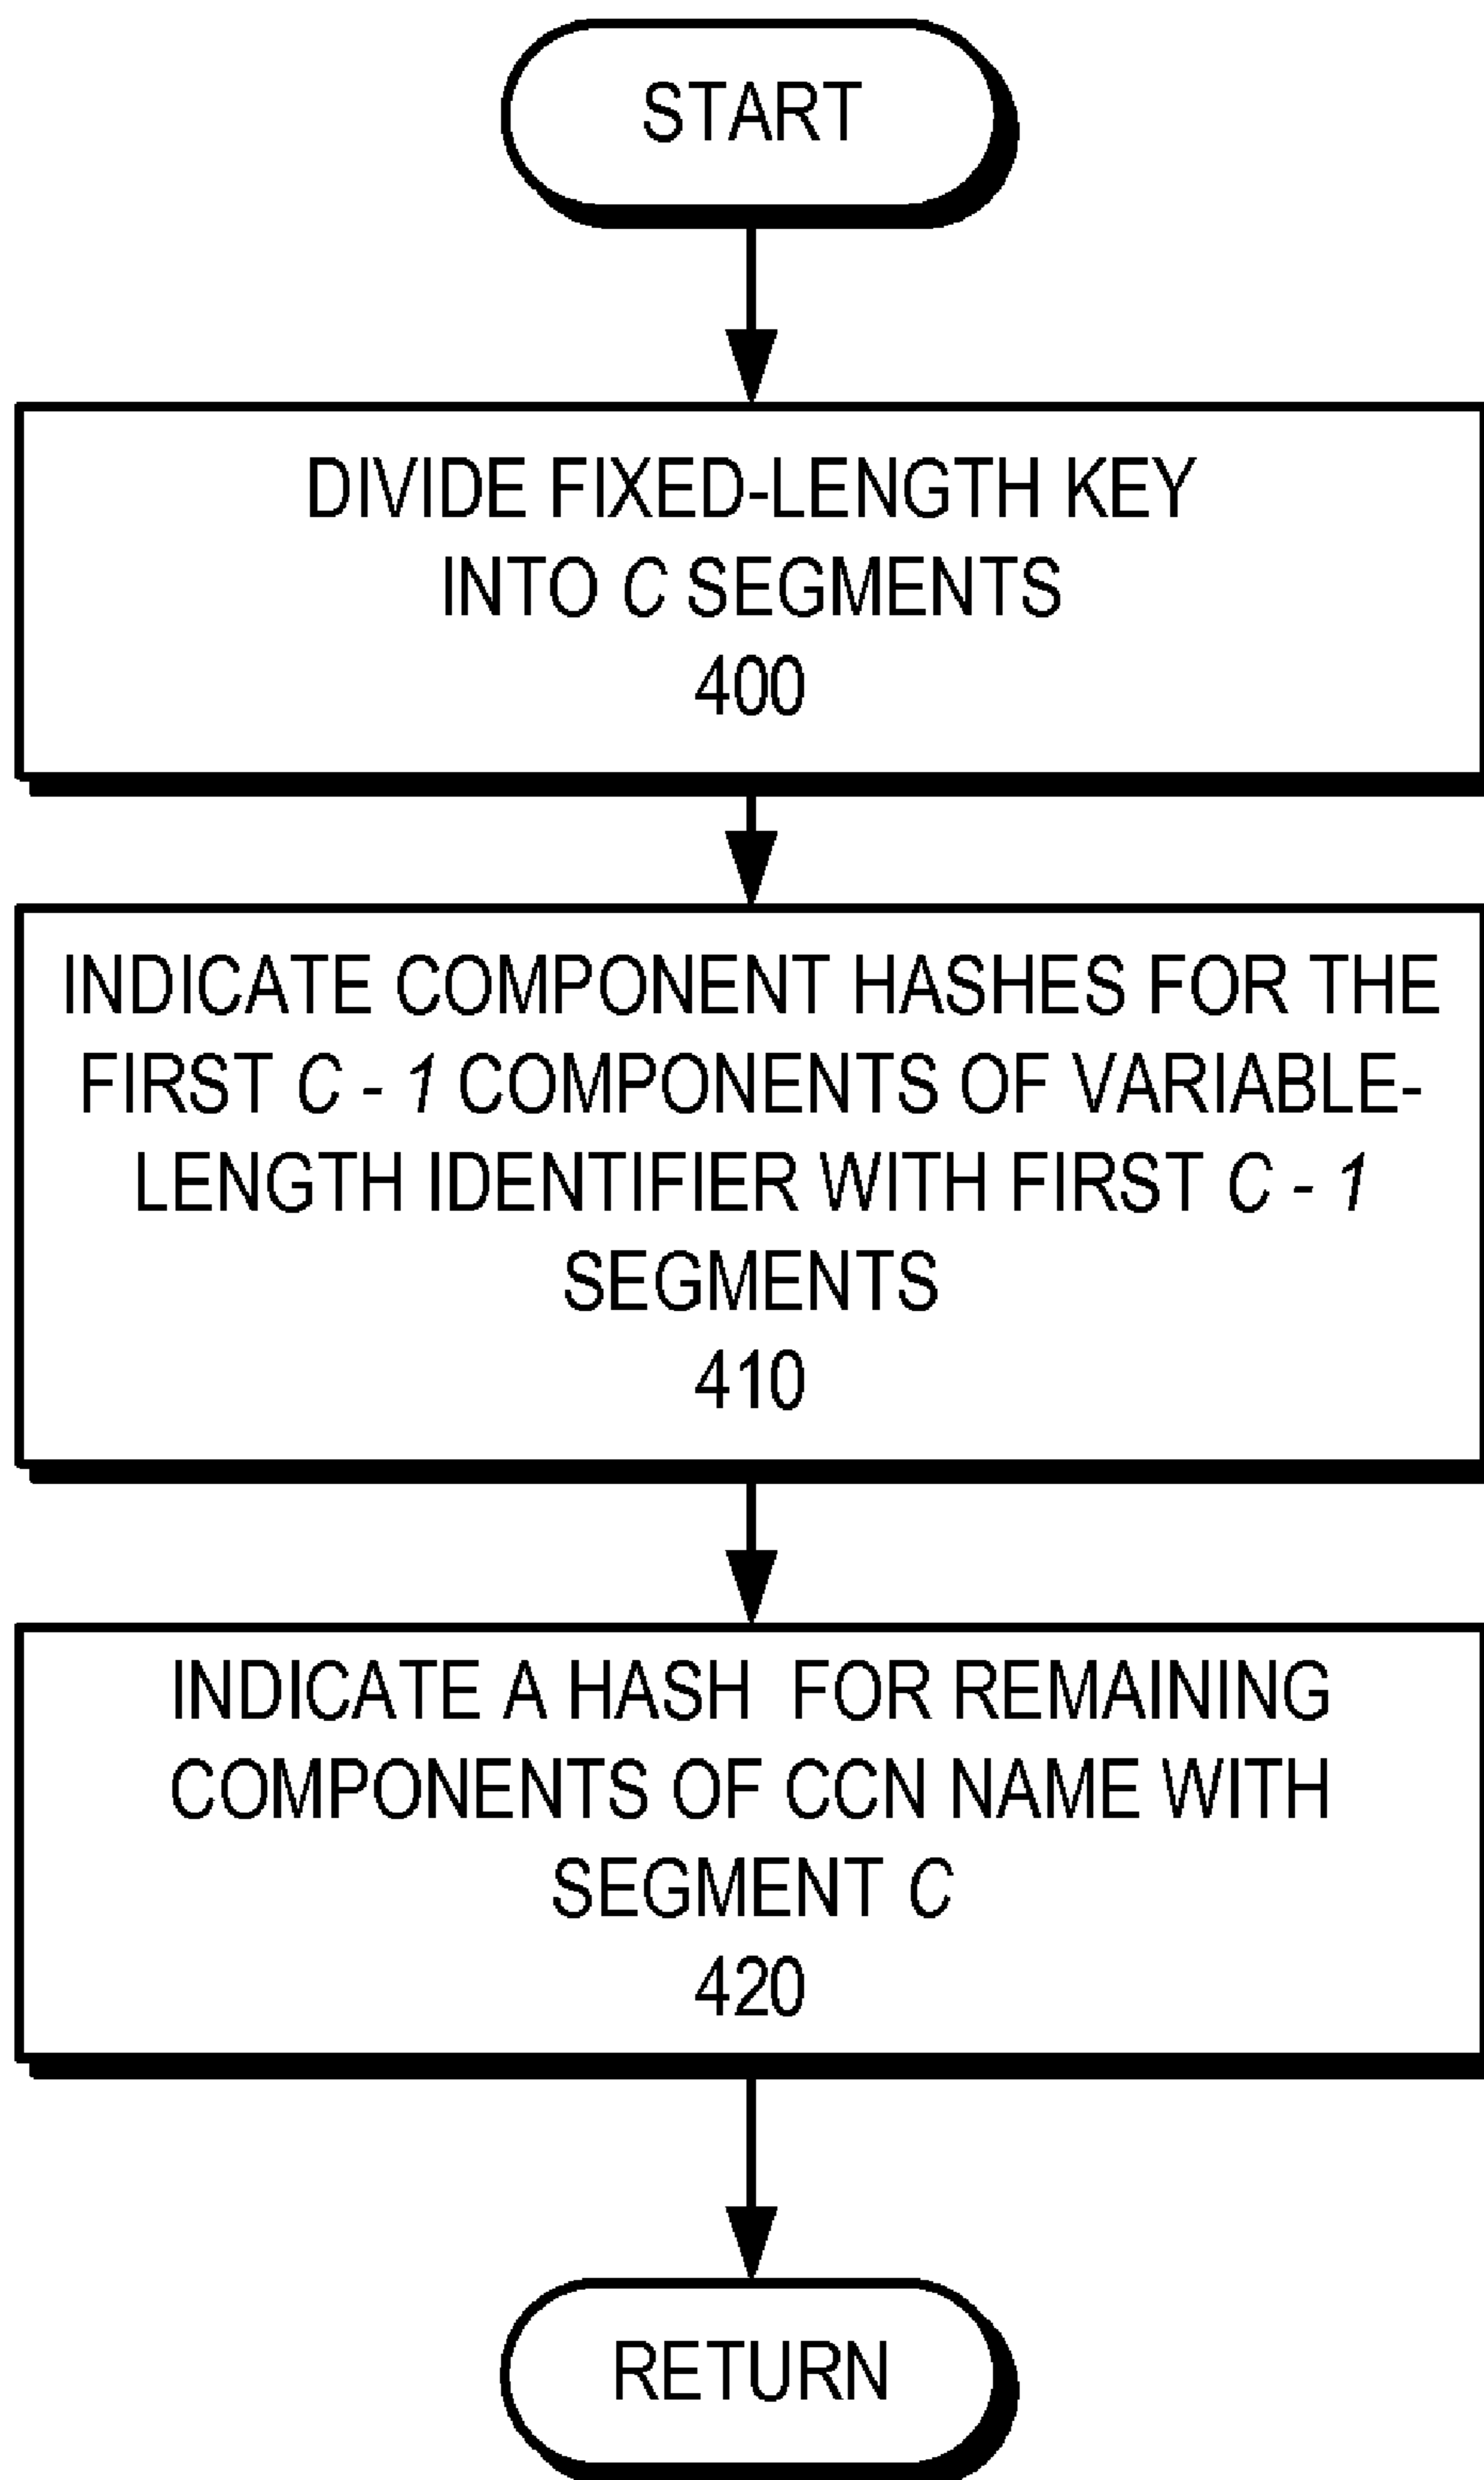 START
DIVIDE FIXED-LENGTH KEY
INTO C SEGMENTS
400
INDICATE COMPONENT HASHES FOR THE
FIRST C - 1 COMPONENTS OF VARIABLE-
LENGTH IDENTIFIER WITH FIRST C - 1
SEGMENTS
410
INDICATE A HASH FOR REMAINING
COMPONENTS OF CCN NAME WITH
SEGMENT C
420
RETURN